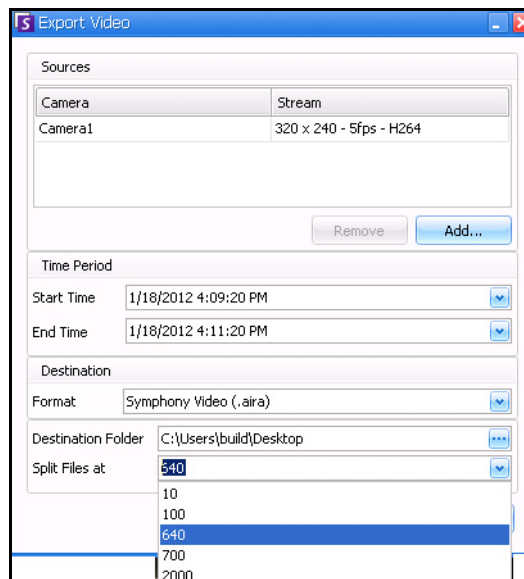 Export Video
Sources
Camera Stream
Camera1 320 x 240 - 5fps - H264
Remove Add...
Time Period
Start Time 1/18/2012 4:09:20 PM
End Time 1/18/2012 4:11:20 PM
Destination
Format Symphony Video (.aira)
Destination Folder C:\Users\build\Desktop ...
Split Files at 640
10
100
640
700
2000